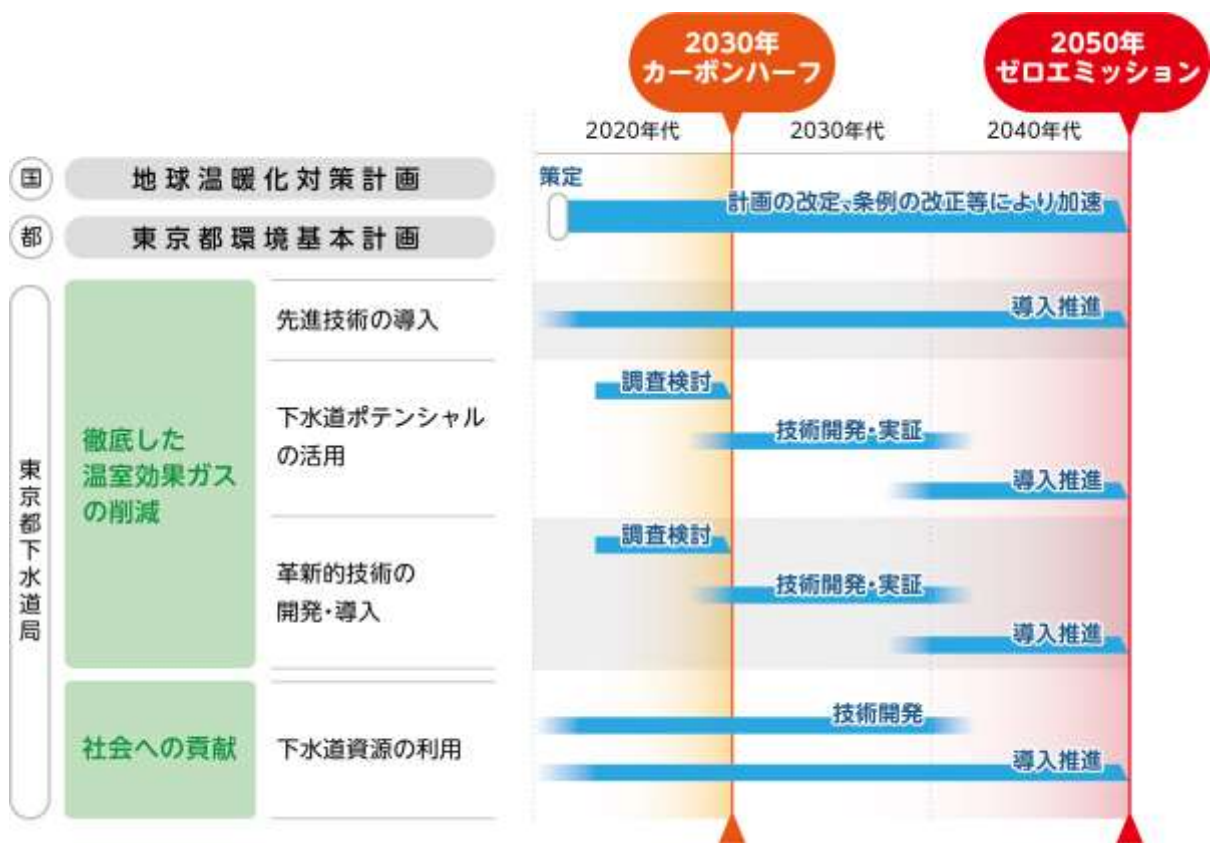 2030年
カーボンハーフ
2050年
ゼロエミッション
2020年代
2030年代
2040年代
国
地球温暖化対策計画
策定
計画の改定、条例の改正等により加速
都
東京都環境基本計画
東京都下水道局
徹底した
温室効果ガス
の削減
先進技術の導入
導入推進
下水道ポテンシャル
の活用
調査検討
技術開発・実証
導入推進
革新的技術の
開発・導入
調査検討
技術開発・実証
導入推進
社会への貢献
下水道資源の利用
技術開発
導入推進